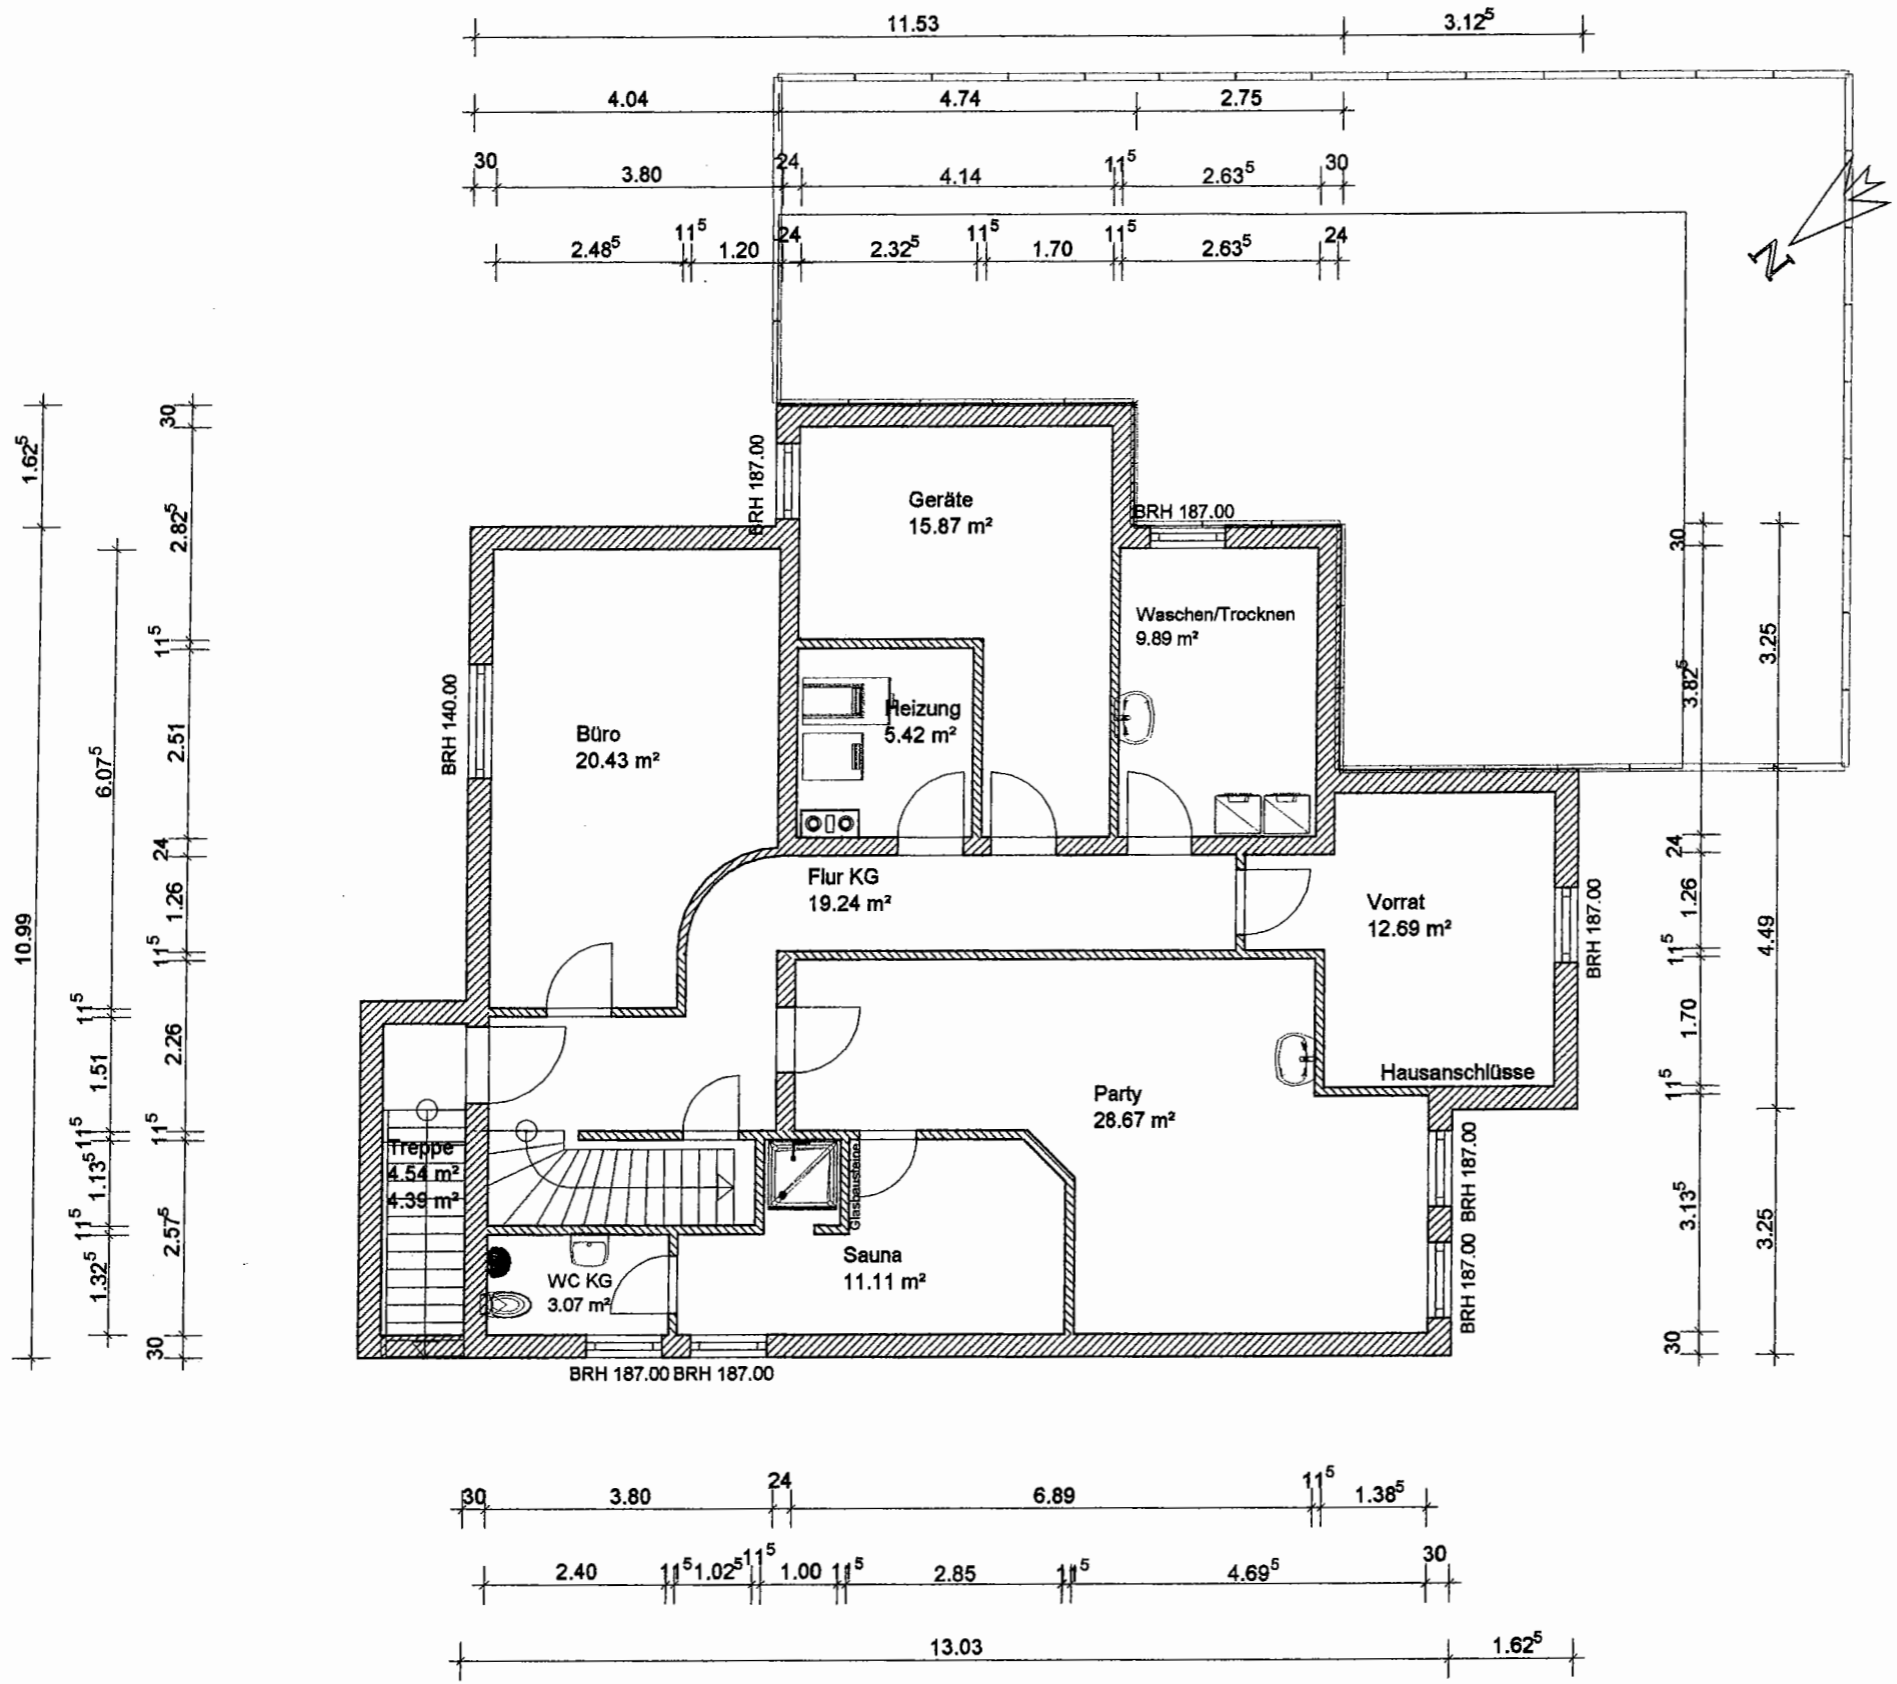 11.53
3.12⁵
4.04
4.74
2.75
30
3.80
24
4.14
11⁵
2.63⁵
30
2.48⁵
11⁵
1.20
24
2.32⁵
11⁵
1.70
11⁵
2.63⁵
24
N
1.62⁵
10.99
6.07⁵
11⁵
1.51
11⁵
1.13⁵
11⁵
1.32⁵
30
2.82⁵
11⁵
2.51
24
1.26
11⁵
2.26
11⁵
2.57⁵
30
BRH 187.00
Geräte
15.87 m²
BRH 187.00
Waschen/Trocknen
9.89 m²
BRH 140.00
Büro
20.43 m²
Heizung
5.42 m²
Flur KG
19.24 m²
Vorrat
12.69 m²
BRH 187.00
Hausanschlüsse
Party
28.67 m²
Treppe
4.54 m²
4.39 m²
Glasbausteine
Sauna
11.11 m²
WC KG
3.07 m²
BRH 187.00
BRH 187.00
BRH 187.00 BRH 187.00
30
3.82⁵
24
1.26
11⁵
1.70
11⁵
3.13⁵
30
3.25
4.49
3.25
30
3.80
24
6.89
11⁵
1.38⁵
2.40
11⁵
1.02⁵
11⁵
1.00
11⁵
2.85
11⁵
4.69⁵
30
13.03
1.62⁵